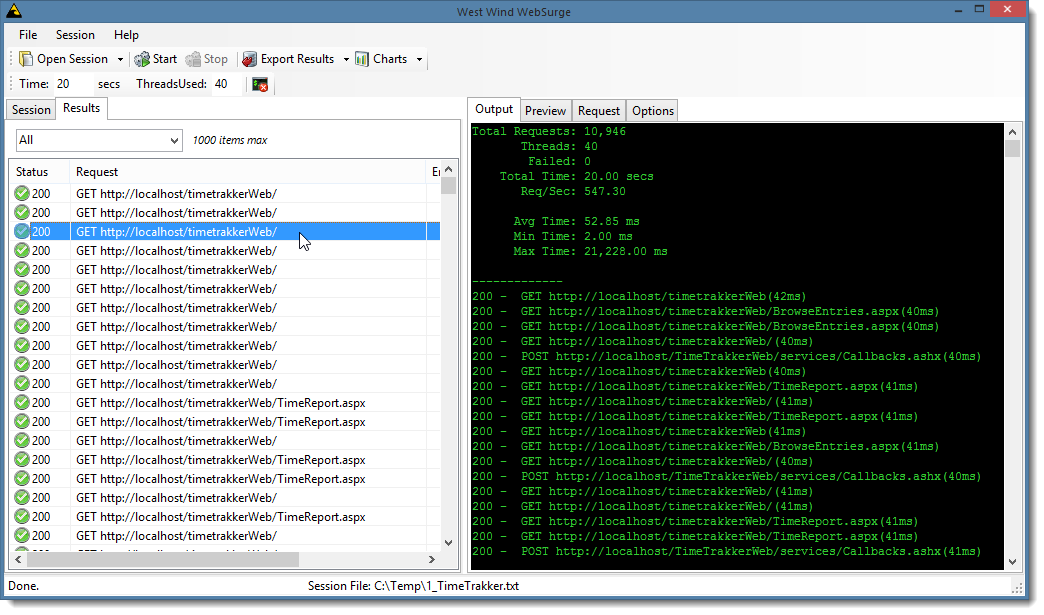 West Wind WebSurge
File Session Help
Open Session Start Stop Export Results Charts
Time: 20 secs ThreadsUsed: 40
Session Results
All 1000 items max
Status Request
200 GET http://localhost/timetrakkerWeb/
200 GET http://localhost/timetrakkerWeb/
200 GET http://localhost/timetrakkerWeb/
200 GET http://localhost/timetrakkerWeb/
200 GET http://localhost/timetrakkerWeb/
200 GET http://localhost/timetrakkerWeb/
200 GET http://localhost/timetrakkerWeb/
200 GET http://localhost/timetrakkerWeb/
200 GET http://localhost/timetrakkerWeb/
200 GET http://localhost/timetrakkerWeb/
200 GET http://localhost/timetrakkerWeb/
200 GET http://localhost/timetrakkerWeb/TimeReport.aspx
200 GET http://localhost/timetrakkerWeb/TimeReport.aspx
200 GET http://localhost/timetrakkerWeb/
200 GET http://localhost/timetrakkerWeb/TimeReport.aspx
200 GET http://localhost/timetrakkerWeb/TimeReport.aspx
200 GET http://localhost/timetrakkerWeb/
200 GET http://localhost/timetrakkerWeb/TimeReport.aspx
200 GET http://localhost/timetrakkerWeb/
Output Preview Request Options
Total Requests: 10,946
Threads: 40
Failed: 0
Total Time: 20.00 secs
Req/Sec: 547.30
Avg Time: 52.85 ms
Min Time: 2.00 ms
Max Time: 21,228.00 ms
-------------
200 - GET http://localhost/timetrakkerWeb(42ms)
200 - GET http://localhost/timetrakkerWeb/BrowseEntries.aspx(40ms)
200 - GET http://localhost/timetrakkerWeb/BrowseEntries.aspx(40ms)
200 - GET http://localhost/timetrakkerWeb/(40ms)
200 - POST http://localhost/TimeTrakkerWeb/services/Callbacks.ashx(40ms)
200 - GET http://localhost/timetrakkerWeb(40ms)
200 - GET http://localhost/timetrakkerWeb/TimeReport.aspx(41ms)
200 - GET http://localhost/timetrakkerWeb/(41ms)
200 - GET http://localhost/timetrakkerWeb/TimeReport.aspx(41ms)
200 - GET http://localhost/timetrakkerWeb(41ms)
200 - GET http://localhost/timetrakkerWeb/BrowseEntries.aspx(41ms)
200 - GET http://localhost/timetrakkerWeb/(40ms)
200 - POST http://localhost/TimeTrakkerWeb/services/Callbacks.ashx(40ms)
200 - GET http://localhost/timetrakkerWeb/(41ms)
200 - GET http://localhost/timetrakkerWeb/(41ms)
200 - GET http://localhost/timetrakkerWeb/TimeReport.aspx(41ms)
200 - GET http://localhost/timetrakkerWeb/TimeReport.aspx(41ms)
200 - POST http://localhost/TimeTrakkerWeb/services/Callbacks.ashx(41ms)
Done. Session File: C:\Temp\1_TimeTrakker.txt